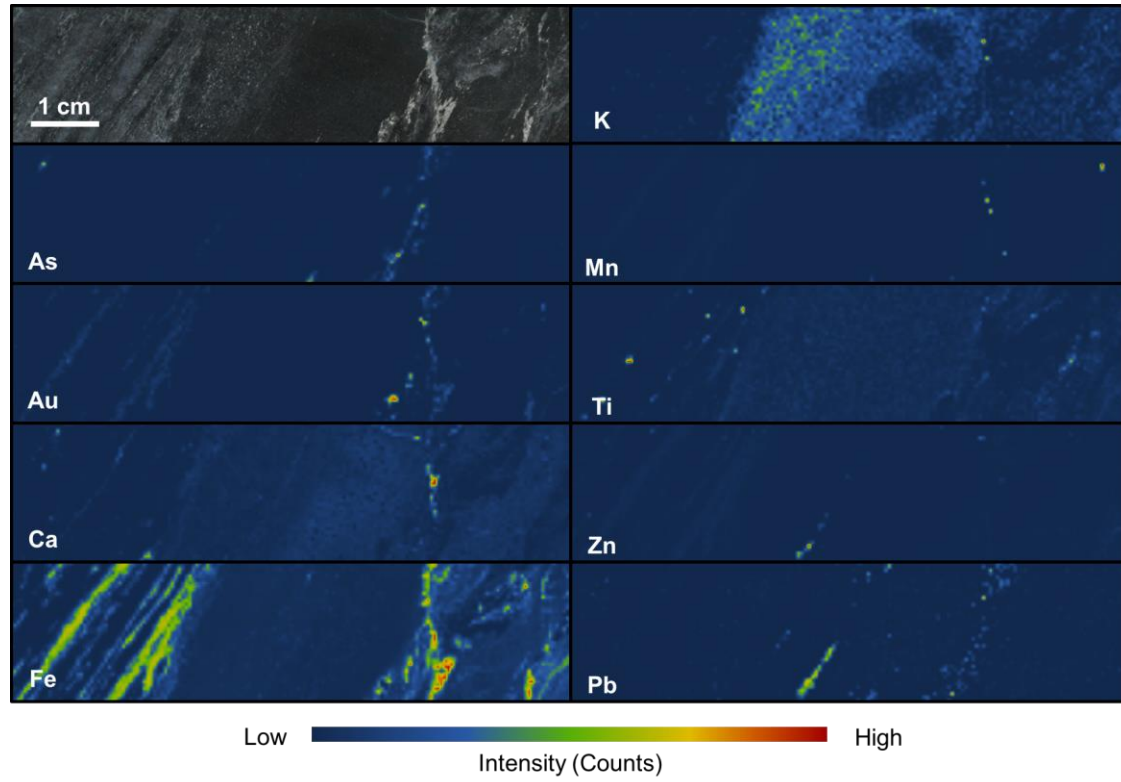 1 cm
K
As
Mn
Au
Ti
Ca
Zn
Fe
Pb
Low High
Intensity (Counts)